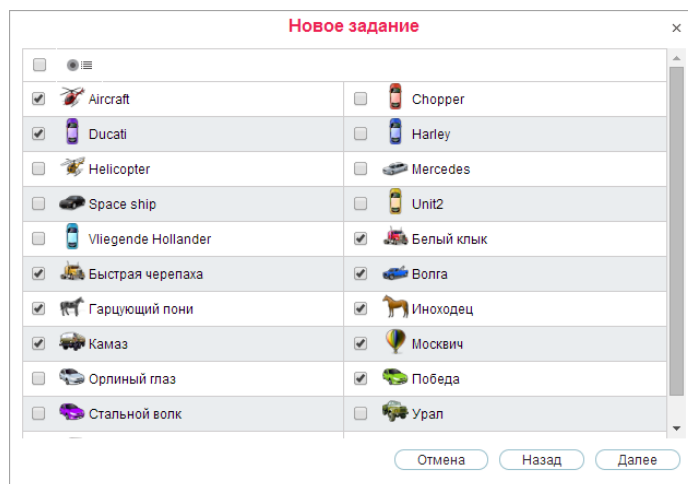 Новое задание
Aircraft Chopper
Ducati Harley
Helicopter Mercedes
Space ship Unit2
Vliegende Hollander Белый клык
Быстрая черепаха Волга
Гарцующий пони Иноходец
Камаз Москвич
Орлиный глаз Победа
Стальной волк Урал
Отмена Назад Далее